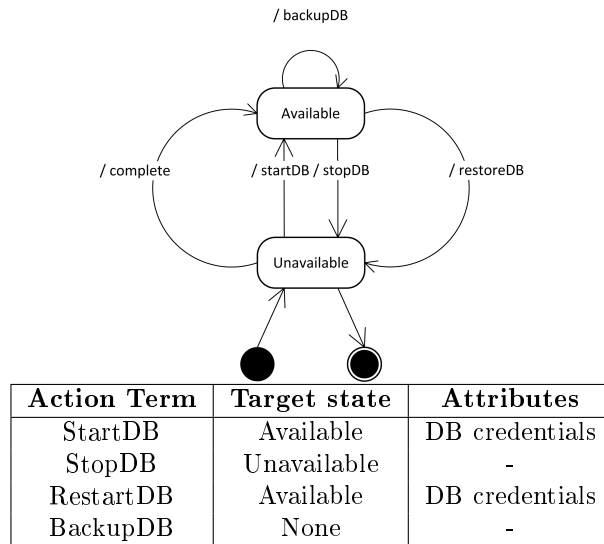 / backupDB
Available
/ complete / startDB / stopDB / restoreDB
Unavailable
Action Term Target state Attributes
StartDB Available DB credentials
StopDB Unavailable -
RestartDB Available DB credentials
BackupDB None -